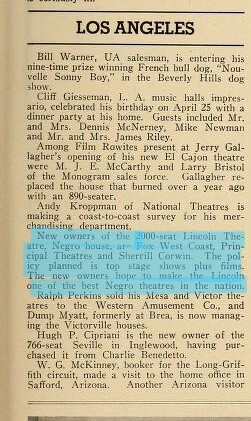 LOS ANGELES
Bill Warner, UA salesman, is entering his
nine-time prize winning French bull dog, "Nou-
velle Sonny Boy," in the Beverly Hills dog
show.
Cliff Giesseman, L. A. music halls impres-
ario, celebrated his birthday on April 25 with a
dinner party at his home. Guests included Mr.
and Mrs. Dennis McNerney, Mike Newman
and Mr. and Mrs. James Riley.
Among Film Rowites present at Jerry Gal-
lagher's opening of his new El Cajon theatre
were M. J. E. McCarthy and Larry Bristol
of the Monogram sales force. Gallagher re-
placed the house that burned over a year ago
with an 890-seater.
Andy Kroppman of National Theatres is
making a coast-to-coast survey for his mer-
chandising department.
New owners of the 2000-seat Lincoln The-
atre, Negro house, are Fox West Coast, Prin-
cipal Theatres and Sherrill Corwin. The pol-
icy planned is top stage shows plus films.
The new owners hope to make the Lincoln
one of the best Negro theatres in the nation.
Ralph Perkins sold his Mesa and Victor the-
atres to the Western Amusement Co., and
Dump Myatt, formerly at Brea, is now manag-
ing the Victorville houses.
Hugh P. Cipriani is the new owner of the
766-seat Seville in Inglewood, having pur-
chased it from Charlie Benedetto.
W. G. McKinney, booker for the Long-Grif-
fith circuit, made a visit to the home office in
Safford, Arizona. Another Arizona visitor